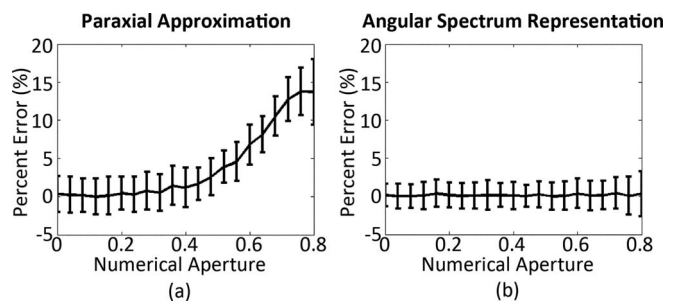 Paraxial Approximation
Percent Error (%)
20
15
10
5
0
-5
0
0.2
0.4
0.6
0.8
Numerical Aperture
(a)
Angular Spectrum Representation
Percent Error (%)
20
15
10
5
0
-5
0
0.2
0.4
0.6
0.8
Numerical Aperture
(b)